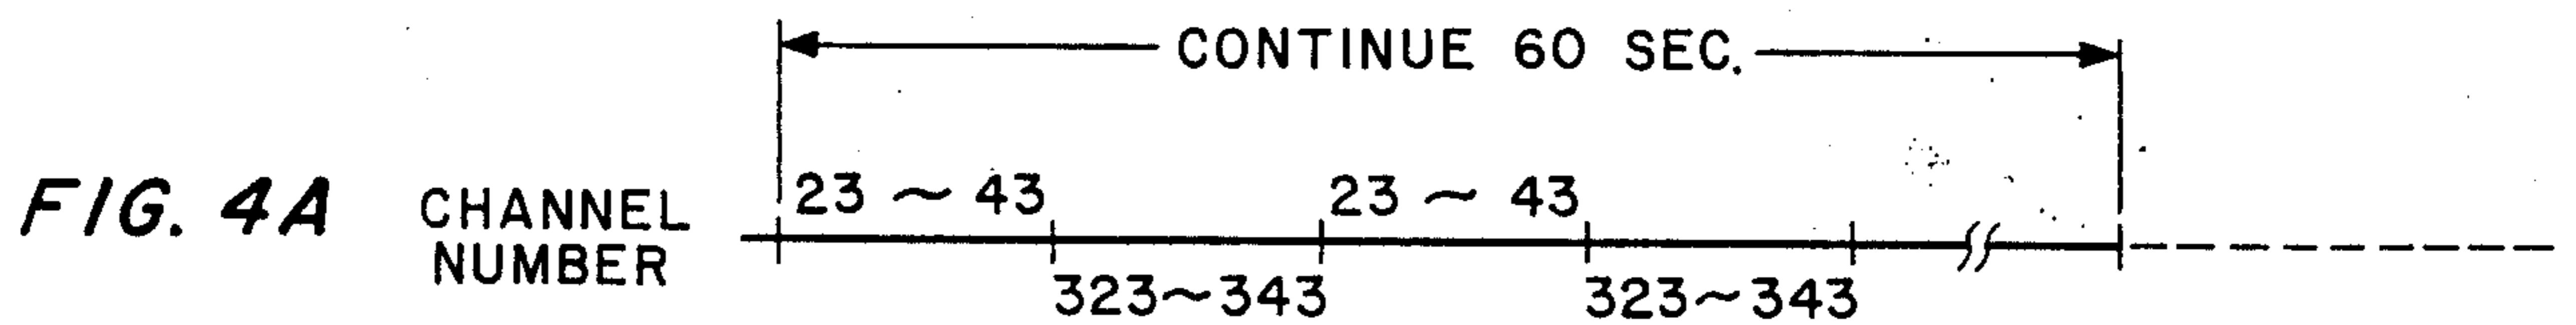 CONTINUE 60 SEC.
FIG. 4A
CHANNEL
NUMBER
23 ~ 43
323~343
23 ~ 43
323~343